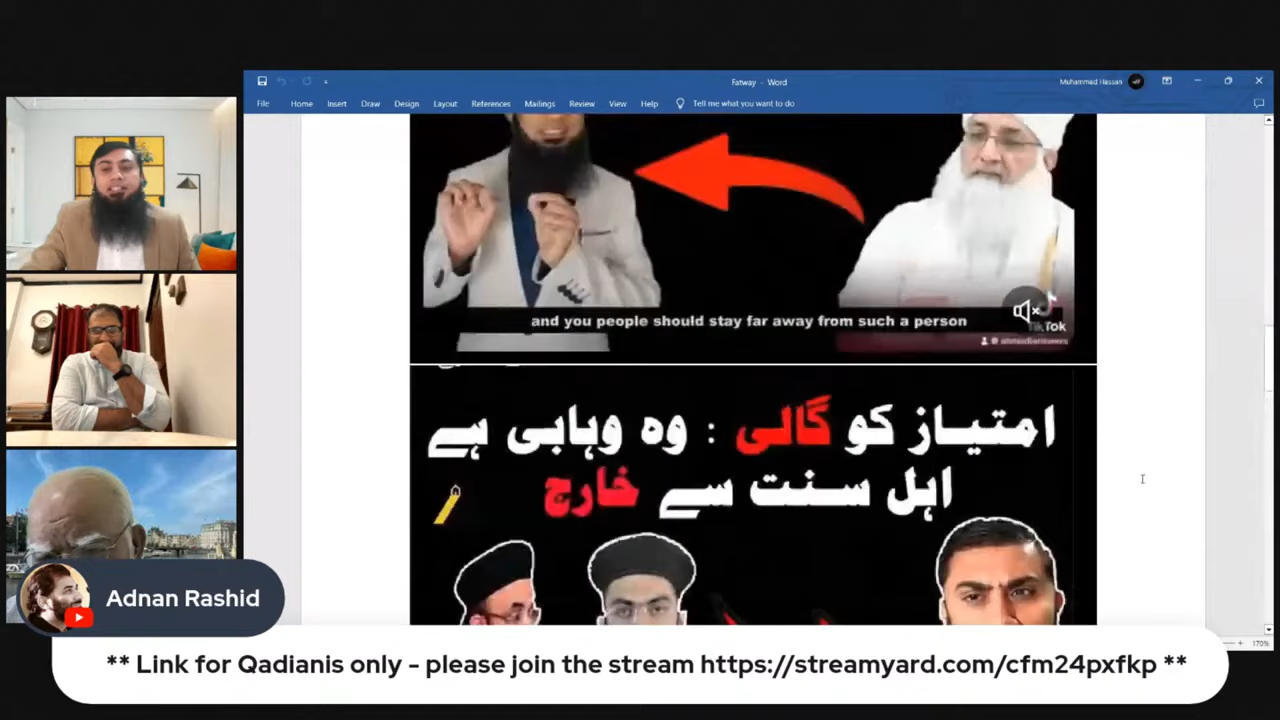 Fatway - Word
Muhammed Hassan
File Home Insert Draw Design Layout References Mailings Review View Help Tell me what you want to do
and you people should stay far away from such a person
TikTok
امتیاز کو گالی : وہ وہابی ہے
اہل سنت سے خارج
Adnan Rashid
** Link for Qadianis only - please join the stream https://streamyard.com/cfm24pxfkp **
170%